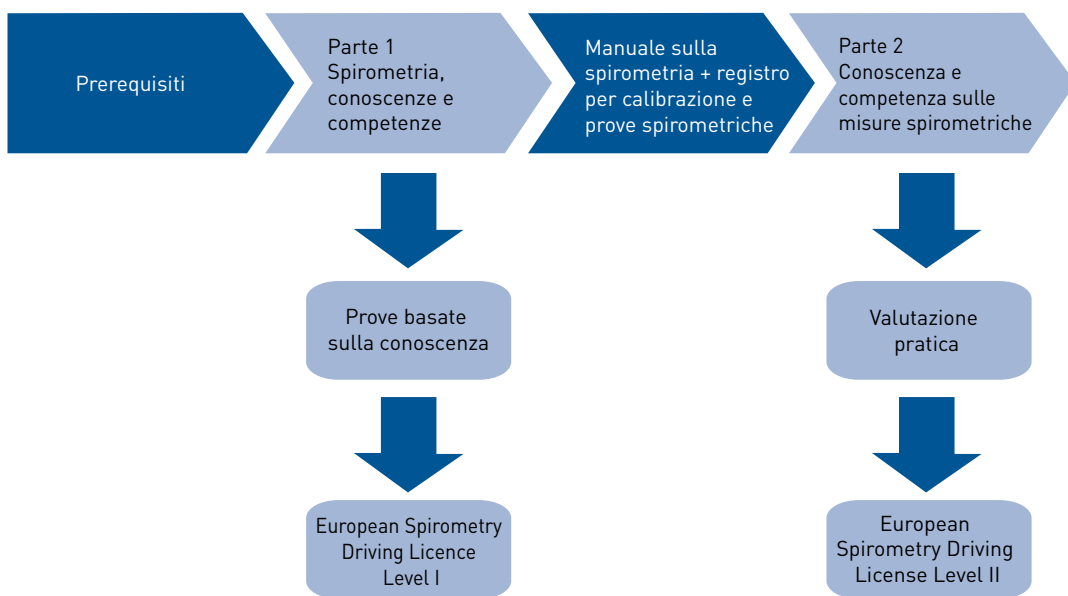 Prerequisiti
Parte 1
Spirometria,
conoscenze e
competenze
Manuale sulla
spirometria + registro
per calibrazione e
prove spirometriche
Parte 2
Conoscenza e
competenza sulle
misure spirometriche
Prove basate
sulla conoscenza
Valutazione
pratica
European Spirometry
Driving Licence
Level I
European
Spirometry Driving
License Level II